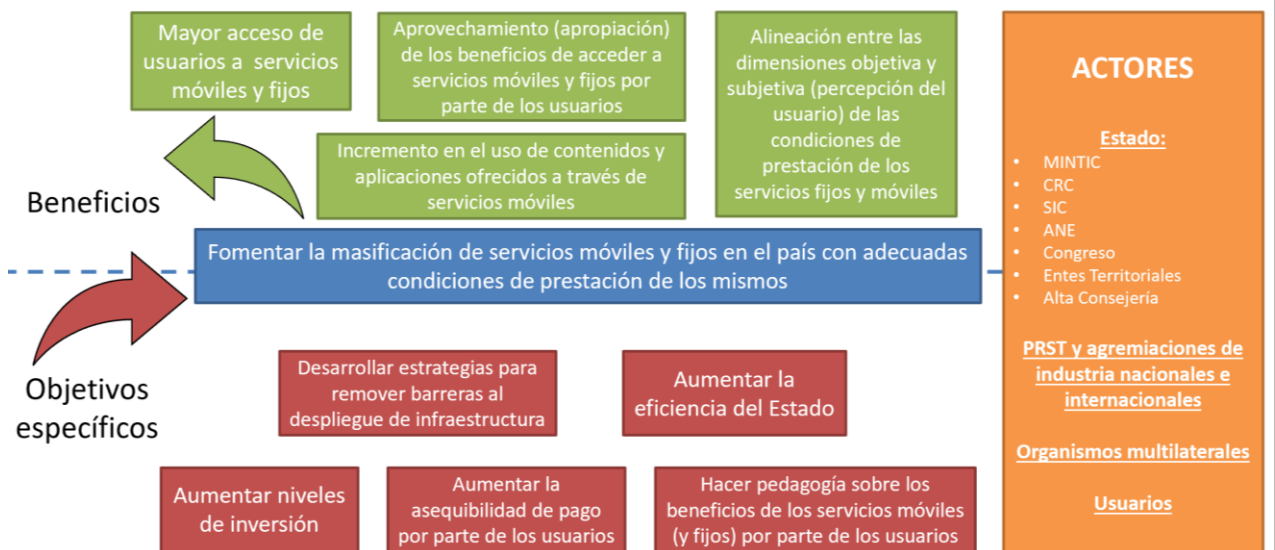 Mayor acceso de
usuarios a servicios
móviles y fijos
Aprovechamiento (apropiación)
de los beneficios de acceder a
servicios móviles y fijos por
parte de los usuarios
Alineación entre las
dimensiones objetiva y
subjetiva (percepción del
usuario) de las
condiciones de
prestación de los
servicios fijos y móviles
Incremento en el uso de contenidos y
aplicaciones ofrecidos a través de
servicios móviles
Beneficios
Fomentar la masificación de servicios móviles y fijos en el país con adecuadas
condiciones de prestación de los mismos
Objetivos
específicos
Desarrollar estrategias para
remover barreras al
despliegue de infraestructura
Aumentar la
eficiencia del Estado
Aumentar niveles
de inversión
Aumentar la
asequibilidad de pago
por parte de los usuarios
Hacer pedagogía sobre los
beneficios de los servicios móviles
(y fijos) por parte de los usuarios
ACTORES
Estado:
• MINTIC
• CRC
• SIC
• ANE
• Congreso
• Entes Territoriales
• Alta Consejería
PRST y agremiaciones de
industria nacionales e
internacionales
Organismos multilaterales
Usuarios